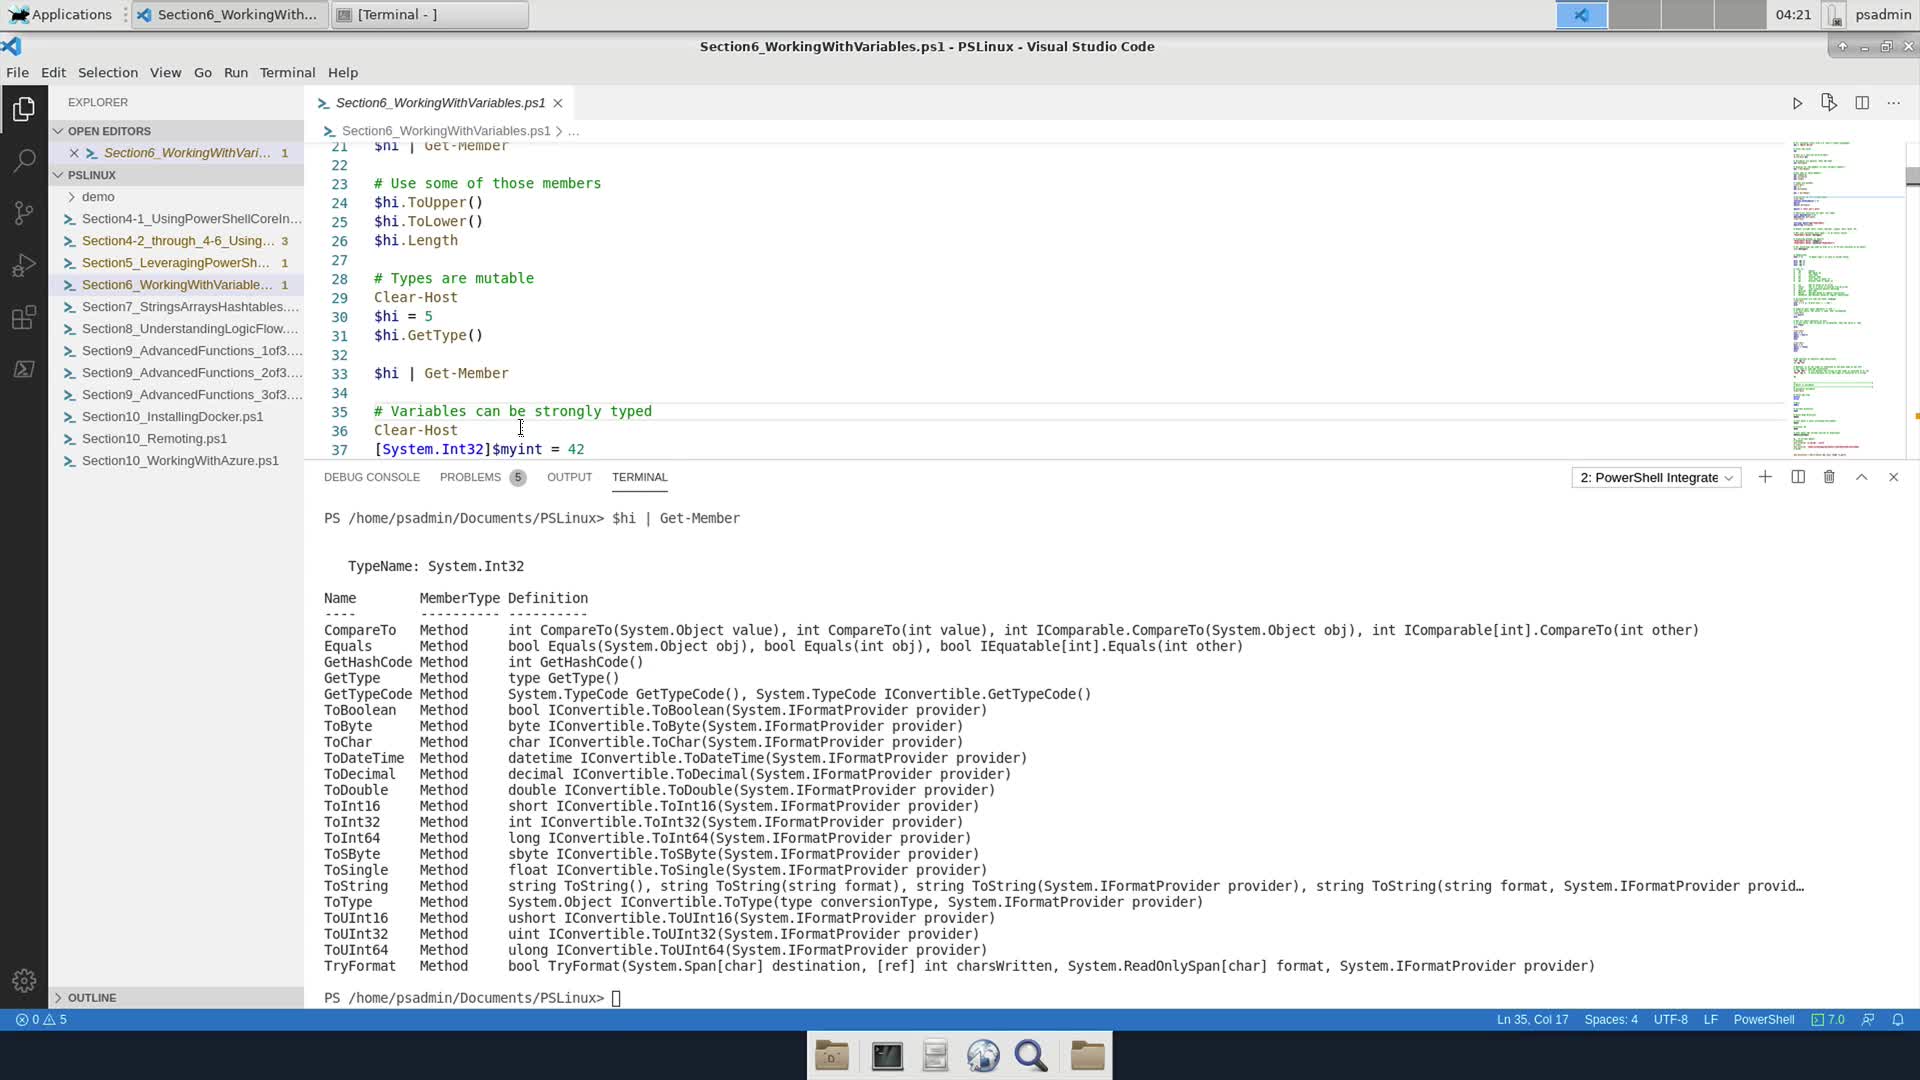 Applications
Section6_WorkingWith...
[Terminal - ]
04:21
psadmin
Section6_WorkingWithVariables.ps1 - PSLinux - Visual Studio Code
File Edit Selection View Go Run Terminal Help
EXPLORER
OPEN EDITORS
Section6_WorkingWithVari... 1
PSLINUX
demo
Section4-1_UsingPowerShellCoreIn...
Section4-2_through_4-6_Using... 3
Section5_LeveragingPowerSh... 1
Section6_WorkingWithVariable... 1
Section7_StringsArraysHashtables....
Section8_UnderstandingLogicFlow....
Section9_AdvancedFunctions_1of3....
Section9_AdvancedFunctions_2of3....
Section9_AdvancedFunctions_3of3....
Section10_InstallingDocker.ps1
Section10_Remoting.ps1
Section10_WorkingWithAzure.ps1
OUTLINE
Section6_WorkingWithVariables.ps1
Section6_WorkingWithVariables.ps1 > ...
21 $hi | Get-Member
22
23 # Use some of those members
24 $hi.ToUpper()
25 $hi.ToLower()
26 $hi.Length
27
28 # Types are mutable
29 Clear-Host
30 $hi = 5
31 $hi.GetType()
32
33 $hi | Get-Member
34
35 # Variables can be strongly typed
36 Clear-Host
37 [System.Int32]$myint = 42
DEBUG CONSOLE PROBLEMS 5 OUTPUT TERMINAL
2: PowerShell Integrate
PS /home/psadmin/Documents/PSLinux> $hi | Get-Member
TypeName: System.Int32
Name MemberType Definition
---- ---------- ----------
CompareTo Method int CompareTo(System.Object value), int CompareTo(int value), int IComparable.CompareTo(System.Object obj), int IComparable[int].CompareTo(int other)
Equals Method bool Equals(System.Object obj), bool Equals(int obj), bool IEquatable[int].Equals(int other)
GetHashCode Method int GetHashCode()
GetType Method type GetType()
GetTypeCode Method System.TypeCode GetTypeCode(), System.TypeCode IConvertible.GetTypeCode()
ToBoolean Method bool IConvertible.ToBoolean(System.IFormatProvider provider)
ToByte Method byte IConvertible.ToByte(System.IFormatProvider provider)
ToChar Method char IConvertible.ToChar(System.IFormatProvider provider)
ToDateTime Method datetime IConvertible.ToDateTime(System.IFormatProvider provider)
ToDecimal Method decimal IConvertible.ToDecimal(System.IFormatProvider provider)
ToDouble Method double IConvertible.ToDouble(System.IFormatProvider provider)
ToInt16 Method short IConvertible.ToInt16(System.IFormatProvider provider)
ToInt32 Method int IConvertible.ToInt32(System.IFormatProvider provider)
ToInt64 Method long IConvertible.ToInt64(System.IFormatProvider provider)
ToSByte Method sbyte IConvertible.ToSByte(System.IFormatProvider provider)
ToSingle Method float IConvertible.ToSingle(System.IFormatProvider provider)
ToString Method string ToString(), string ToString(string format), string ToString(System.IFormatProvider provider), string ToString(string format, System.IFormatProvider provid…
ToType Method System.Object IConvertible.ToType(type conversionType, System.IFormatProvider provider)
ToUInt16 Method ushort IConvertible.ToUInt16(System.IFormatProvider provider)
ToUInt32 Method uint IConvertible.ToUInt32(System.IFormatProvider provider)
ToUInt64 Method ulong IConvertible.ToUInt64(System.IFormatProvider provider)
TryFormat Method bool TryFormat(System.Span[char] destination, [ref] int charsWritten, System.ReadOnlySpan[char] format, System.IFormatProvider provider)
PS /home/psadmin/Documents/PSLinux>
0 5
Ln 35, Col 17 Spaces: 4 UTF-8 LF PowerShell 7.0